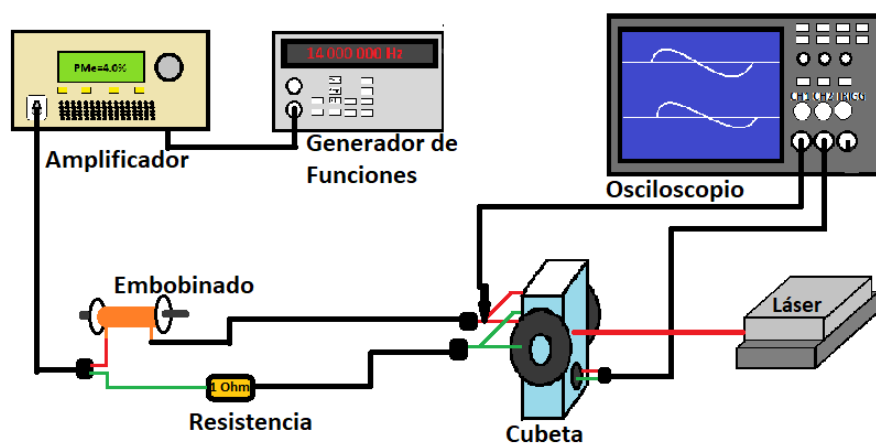 PMe=4.0%
14 000 000 Hz
Amplificador
Generador de
Funciones
CH1 CH2 TRIGG
Osciloscopio
Embobinado
Láser
1 Ohm
Resistencia
Cubeta